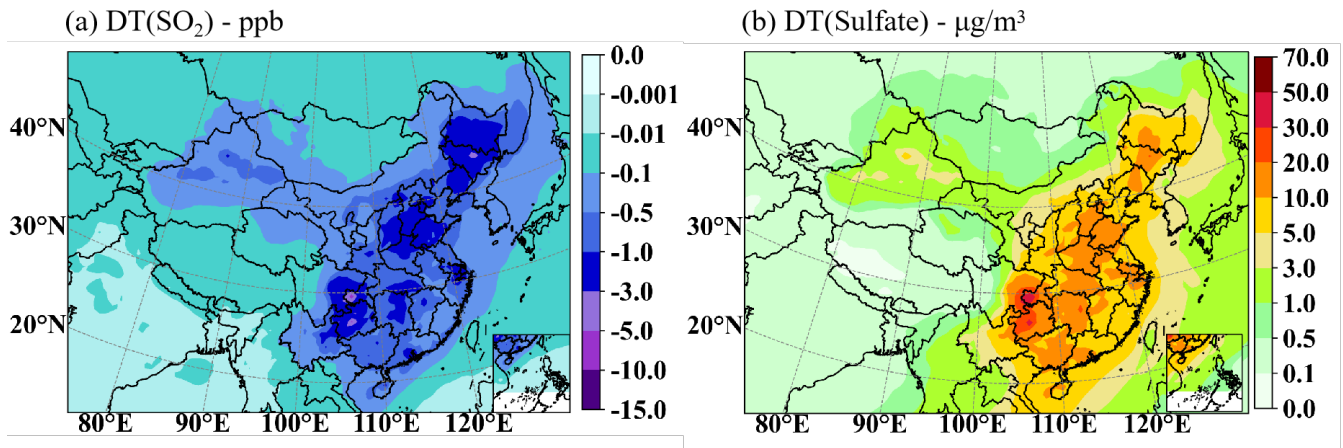 (a) DT(SO₂) - ppb
(b) DT(Sulfate) - μg/m³
40°N
30°N
20°N
80°E
90°E
100°E
110°E
120°E
0.0
-0.001
-0.01
-0.1
-0.5
-1.0
-3.0
-5.0
-10.0
-15.0
40°N
30°N
20°N
80°E
90°E
100°E
110°E
120°E
70.0
50.0
30.0
20.0
10.0
5.0
3.0
1.0
0.5
0.1
0.0